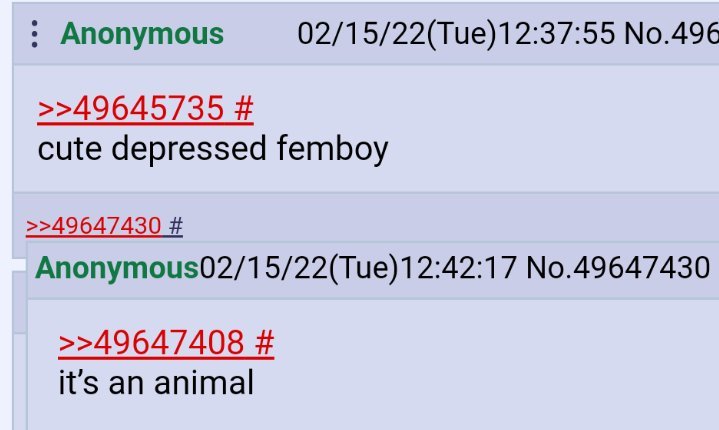 Anonymous 02/15/22(Tue)12:37:55 No.496
>>49645735 #
cute depressed femboy
>>49647430 #
Anonymous02/15/22(Tue)12:42:17 No.49647430
>>49647408 #
it's an animal